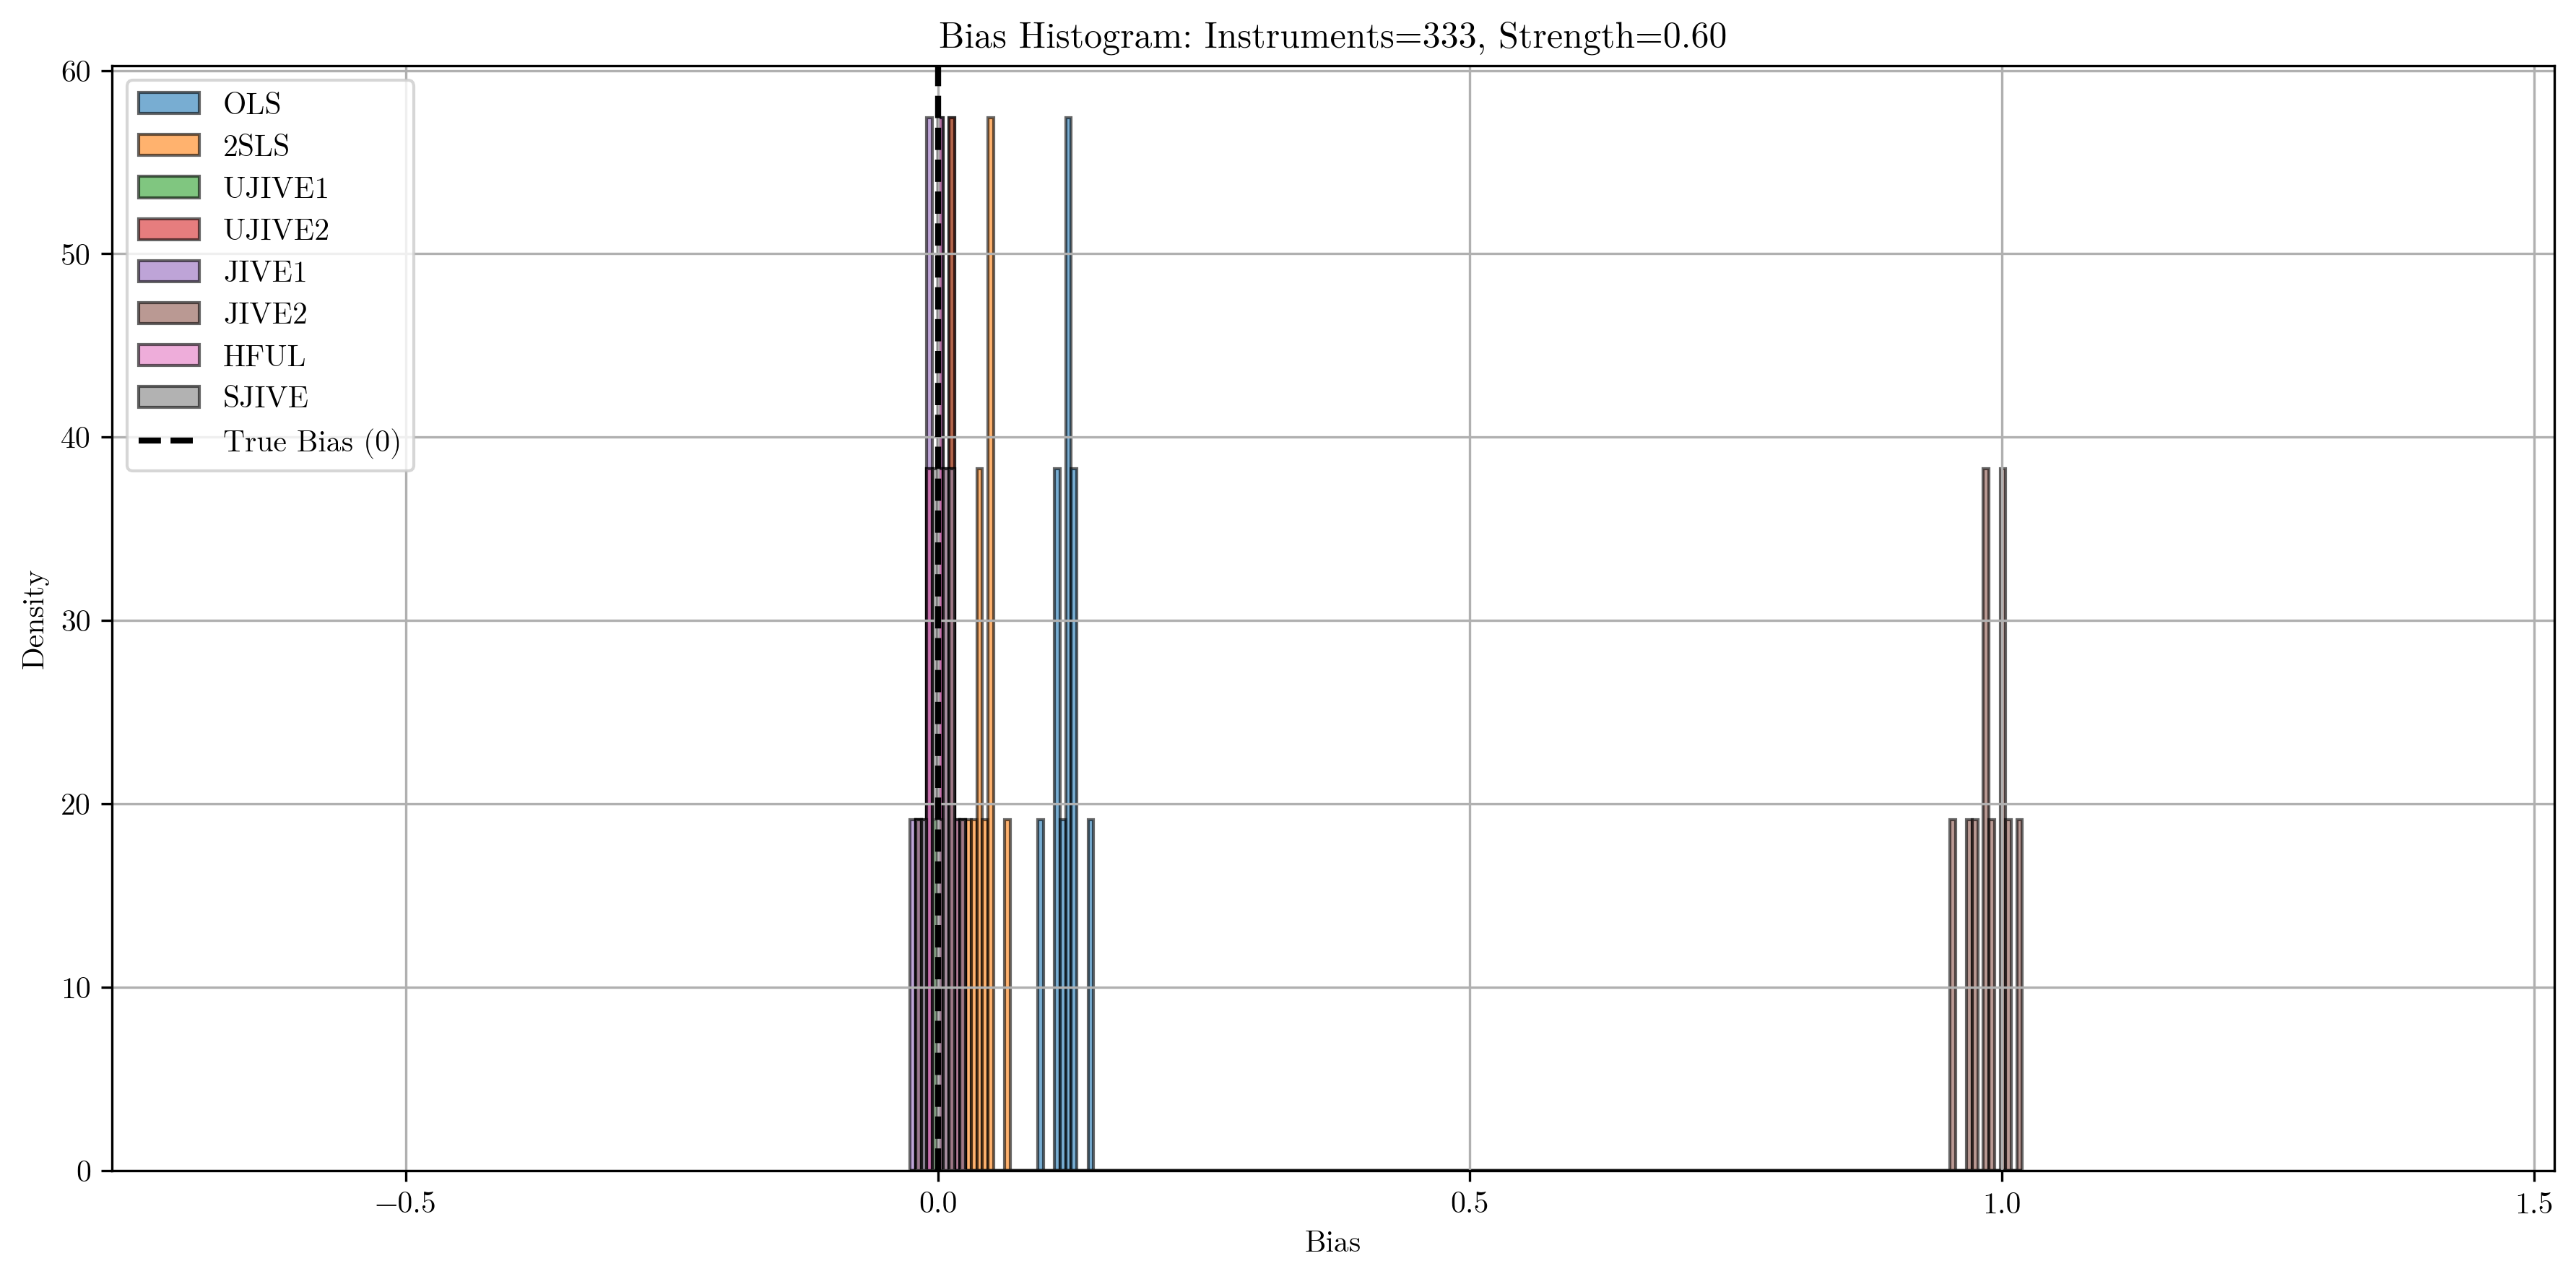 Bias Histogram: Instruments=333, Strength=0.60
60
50
40
30
20
10
0
Density
OLS
2SLS
UJIVE1
UJIVE2
JIVE1
JIVE2
HFUL
SJIVE
True Bias (0)
−0.5
0.0
0.5
1.0
1.5
Bias